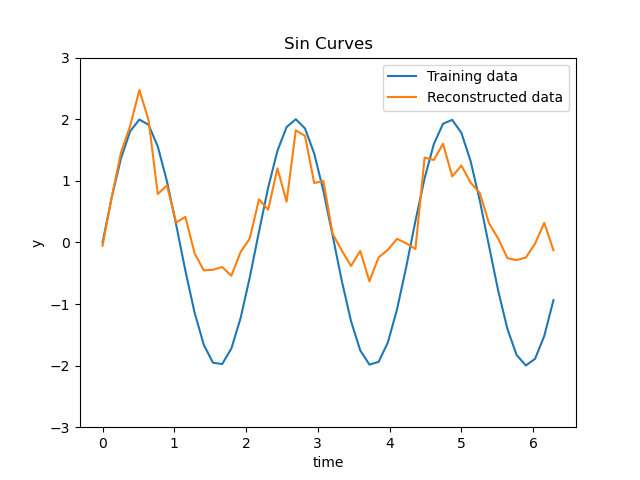 Sin Curves
Training data
Reconstructed data
3
2
1
0
−1
−2
−3
y
0 1 2 3 4 5 6
time